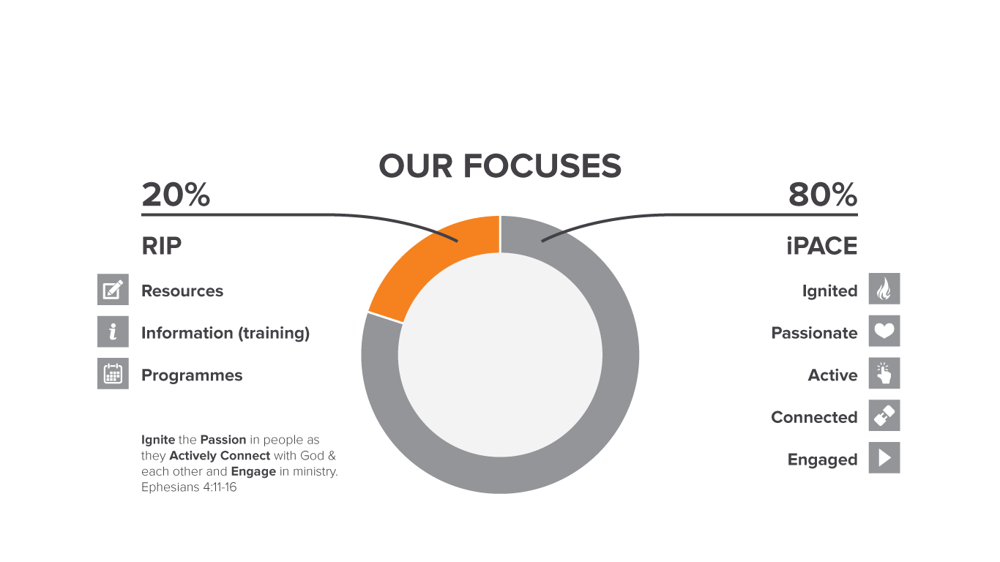 OUR FOCUSES
20%
RIP
Resources
Information (training)
Programmes
Ignite the Passion in people as
they Actively Connect with God &
each other and Engage in ministry.
Ephesians 4:11-16
80%
iPACE
Ignited
Passionate
Active
Connected
Engaged